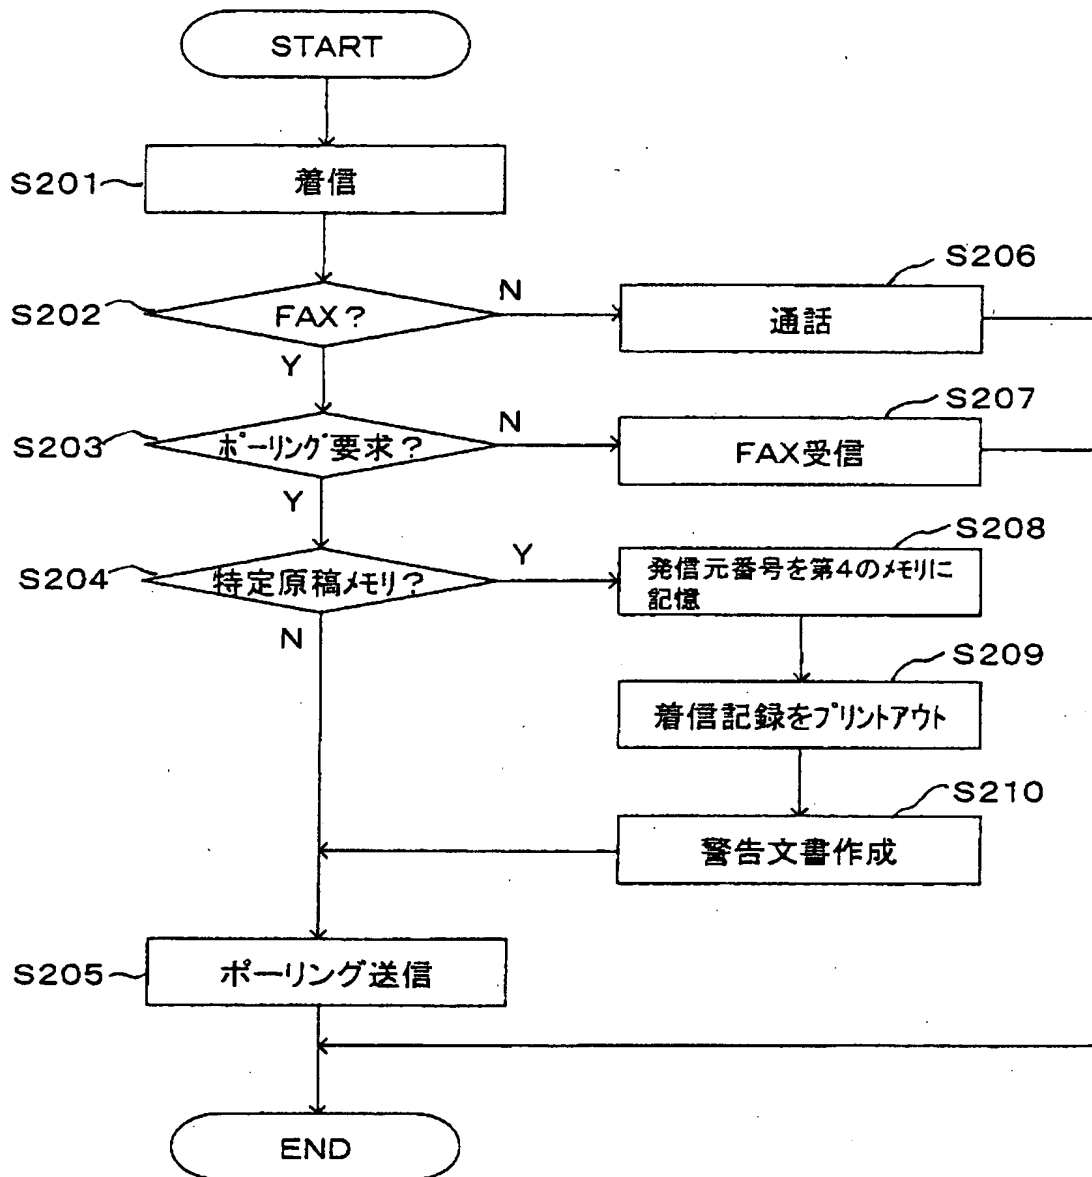 START
S201
着信
S202
FAX?
N
Y
S206
通話
S203
ポーリング要求?
N
Y
S207
FAX受信
S204
特定原稿メモリ?
Y
N
S208
発信元番号を第4のメモリに
記憶
S209
着信記録をプリントアウト
S210
警告文書作成
S205
ポーリング送信
END